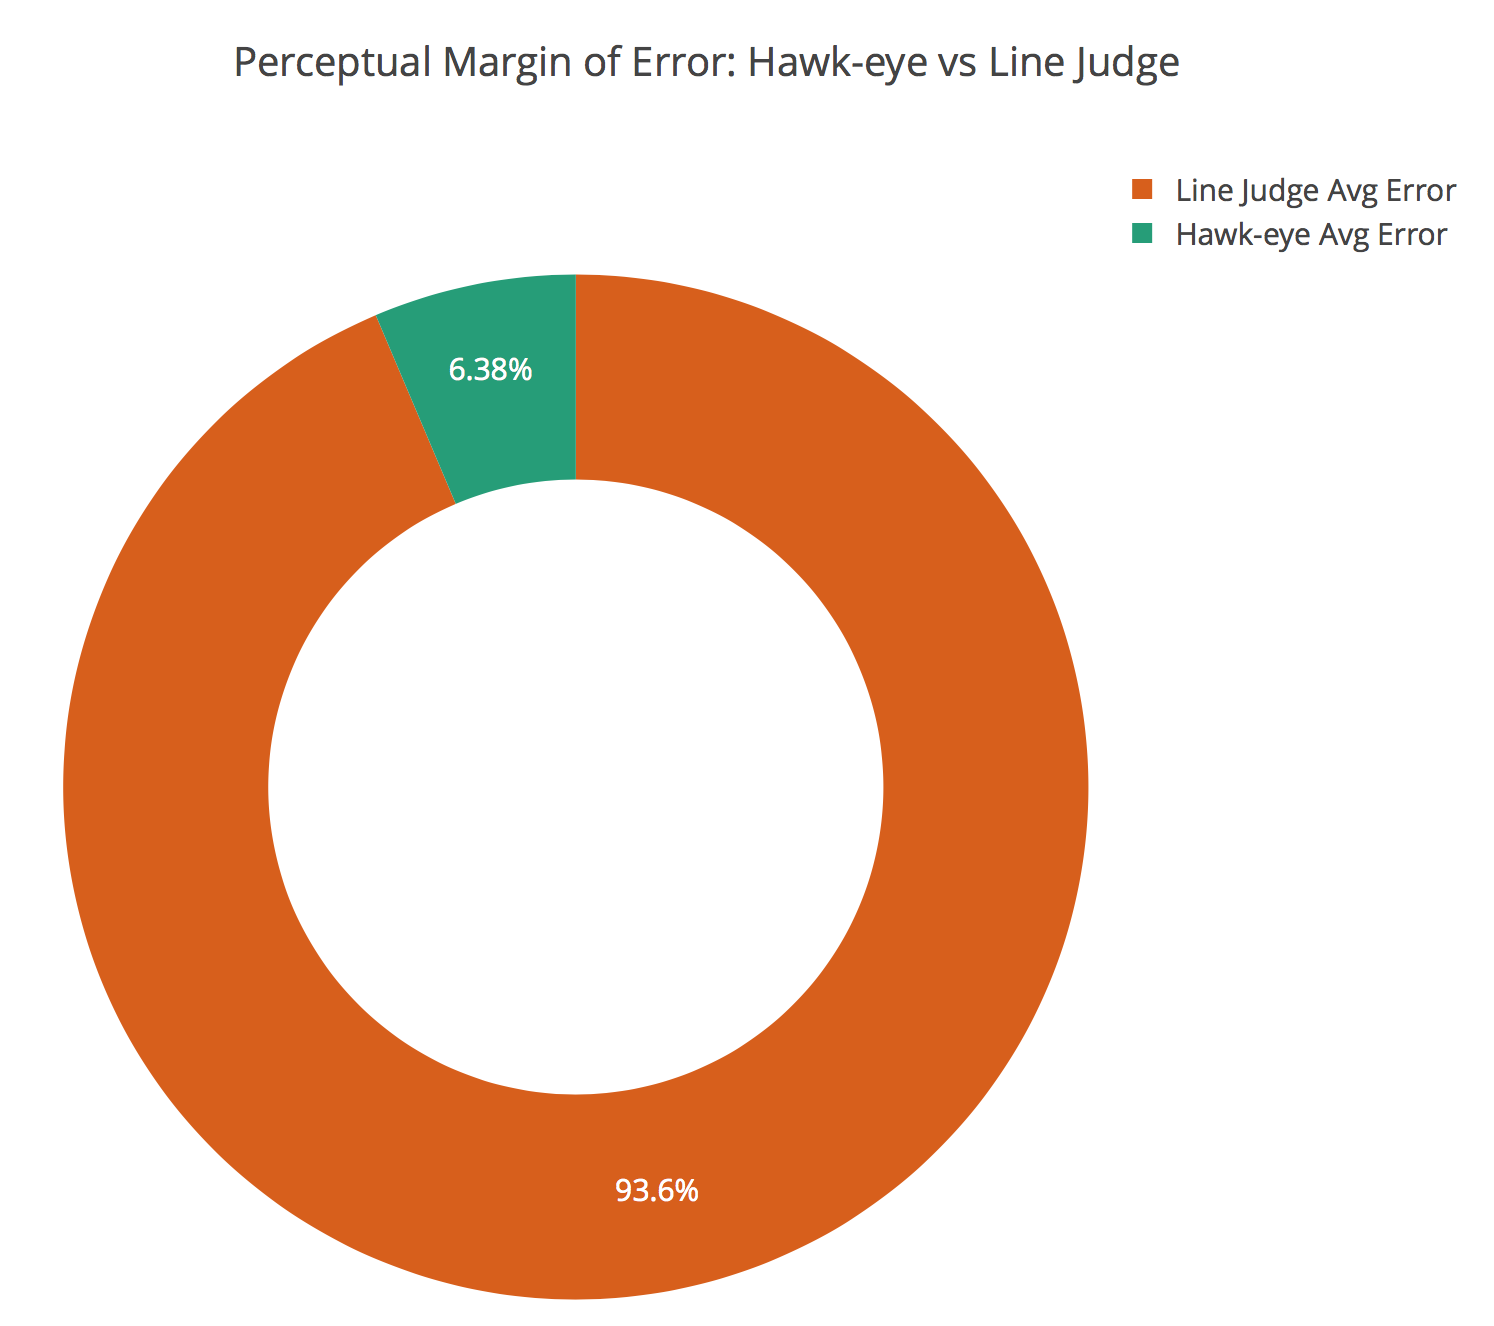 Perceptual Margin of Error: Hawk-eye vs Line Judge
Line Judge Avg Error
Hawk-eye Avg Error
6.38%
93.6%